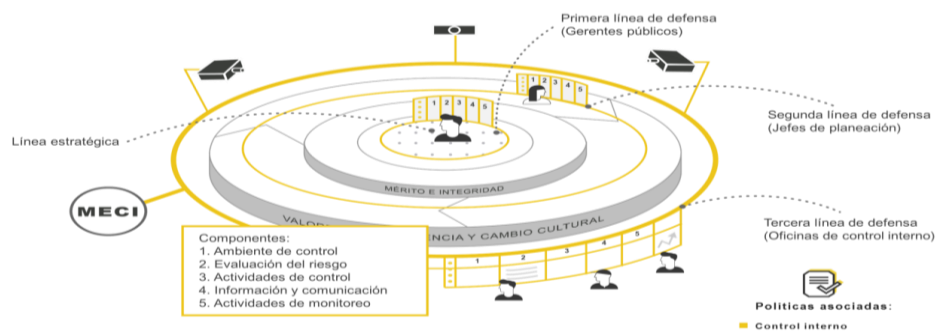 Primera línea de defensa
(Gerentes públicos)
1 2 3 4 5
1 2 3 4 5
Segunda línea de defensa
(Jefes de planeación)
Línea estratégica
MÉRITO E INTEGRIDAD
MECI
ENCIA Y CAMBIO CULTURAL
Tercera línea de defensa
(Oficinas de control interno)
Componentes:
1. Ambiente de control
2. Evaluación del riesgo
3. Actividades de control
4. Información y comunicación
5. Actividades de monitoreo
1 2 3 4 5
Políticas asociadas:
Control interno